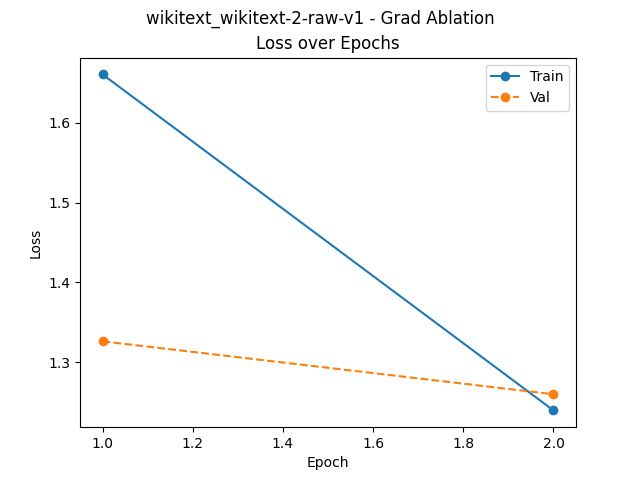 wikitext_wikitext-2-raw-v1 - Grad Ablation
Loss over Epochs
Train
Val
1.6
1.5
1.4
1.3
Loss
1.0
1.2
1.4
1.6
1.8
2.0
Epoch